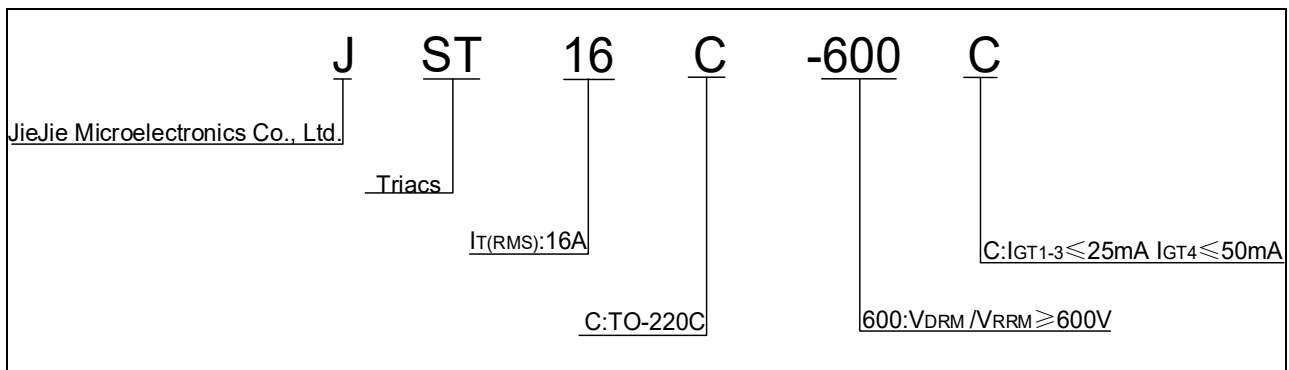 J ST 16 C -600 C
JieJie Microelectronics Co., Ltd.
Triacs
IT(RMS):16A
C:IGT1-3≤25mA IGT4≤50mA
C:TO-220C
600:VDRM /VRRM≥600V